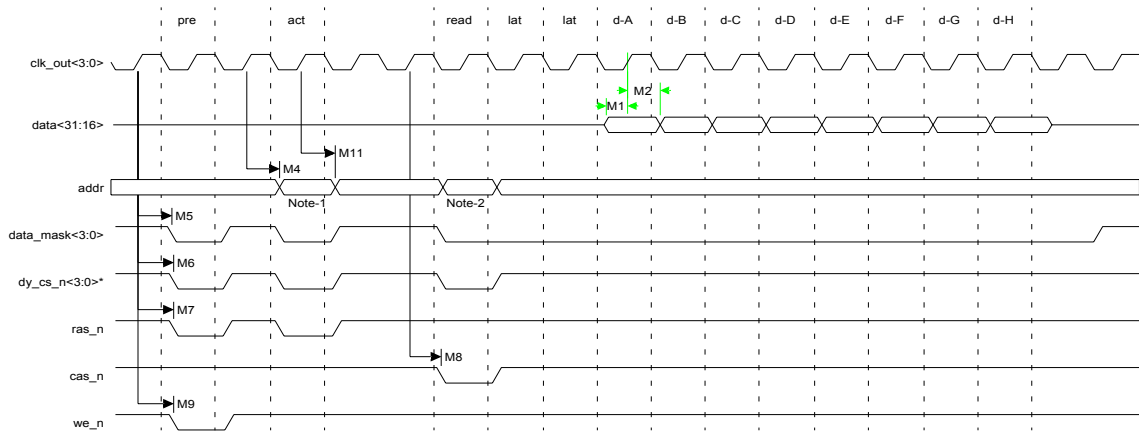 pre act read lat lat d-A d-B d-C d-D d-E d-F d-G d-H
clk_out<3:0>
M2
M1
data<31:16>
M11
M4
addr
Note-1 Note-2
M5
data_mask<3:0>
M6
dy_cs_n<3:0>*
M7
ras_n
M8
cas_n
M9
we_n